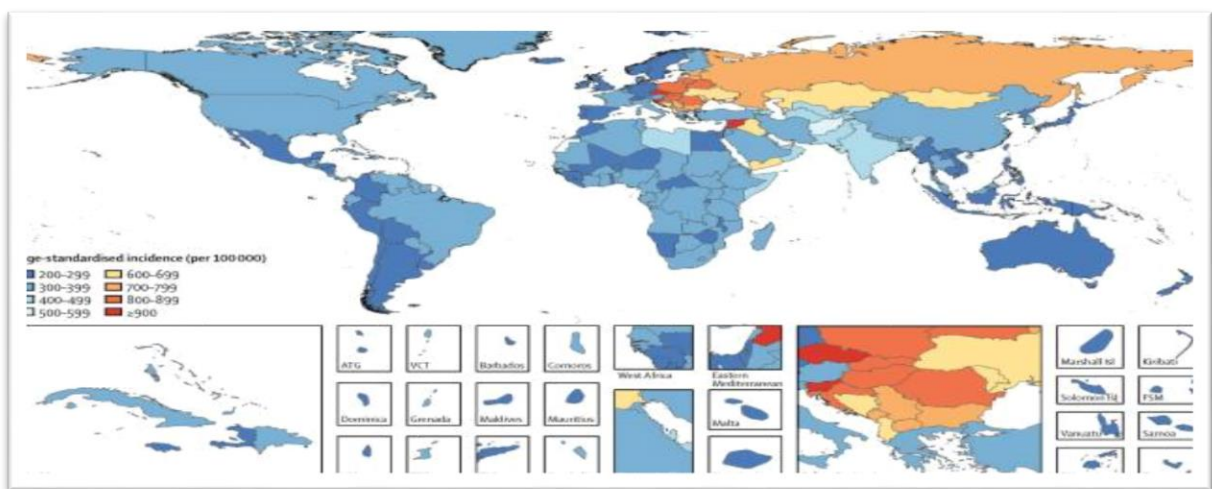 ge-standardised incidence (per 100 000)
200–299 600–699
300–399 700–799
400–499 800–899
500–599 ≥900
ATG
VCT
Barbados
Comoros
West Africa
Eastern
Mediterranean
Marshall Isl
Kiribati
Dominica
Grenada
Maldives
Mauritius
Malta
Solomon Isl
FSM
Vanuatu
Samoa